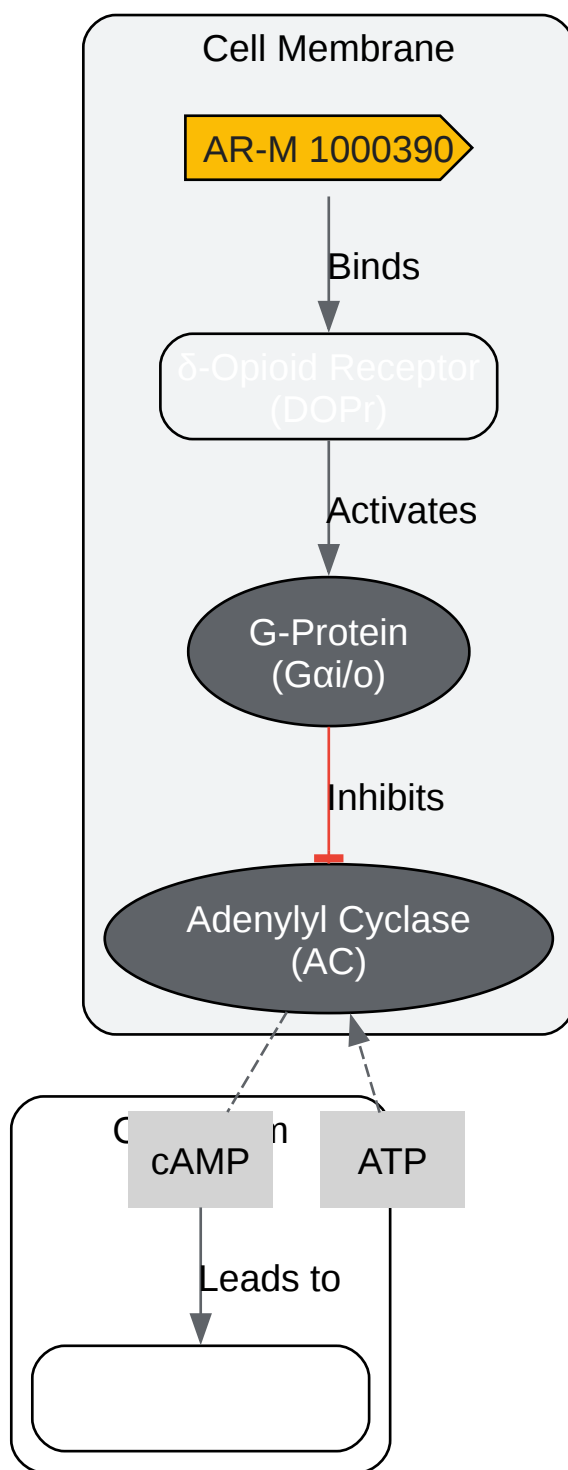 Cell Membrane
AR-M 1000390
Binds
δ-Opioid Receptor
(DOPr)
Activates
G-Protein
(Gαi/o)
Inhibits
Adenylyl Cyclase
(AC)
cAMP
ATP
Leads to